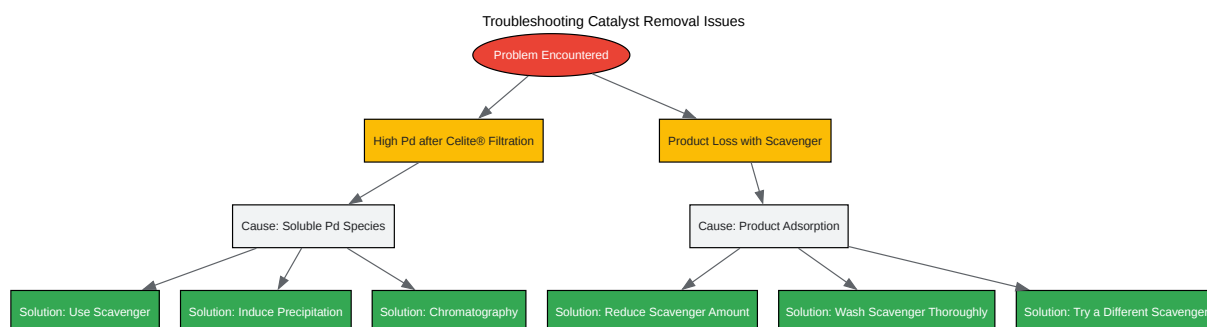 Troubleshooting Catalyst Removal Issues
Problem Encountered
High Pd after Celite® Filtration
Product Loss with Scavenger
Cause: Soluble Pd Species
Cause: Product Adsorption
Solution: Use Scavenger
Solution: Induce Precipitation
Solution: Chromatography
Solution: Reduce Scavenger Amount
Solution: Wash Scavenger Thoroughly
Solution: Try a Different Scavenger